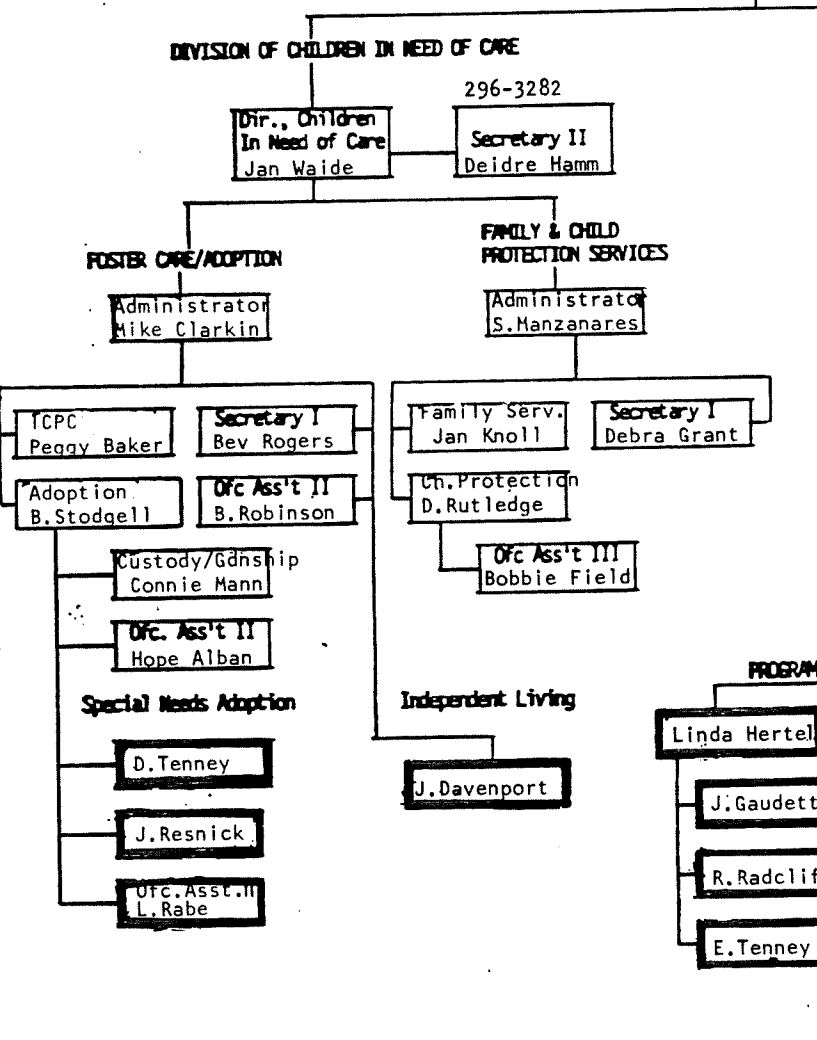 DIVISION OF CHILDREN IN NEED OF CARE
296-3282
Dir., Children
In Need of Care
Jan Waide
Secretary II
Deidre Hamm
FOSTER CARE/ADOPTION
FAMILY & CHILD
PROTECTION SERVICES
Administrator
Mike Clarkin
Administrator
S.Manzanares
TCPC
Peggy Baker
Secretary I
Bev Rogers
Family Serv.
Jan Knoll
Secretary I
Debra Grant
Adoption
B.Stodgell
Ofc Ass't II
B.Robinson
Ch.Protection
D.Rutledge
Custody/Gdnship
Connie Mann
Ofc Ass't III
Bobbie Field
Ofc. Ass't II
Hope Alban
Special Needs Adoption
Independent Living
PROGRAM
Linda Hertel
D.Tenney
J.Davenport
J.Gaudett
J.Resnick
R.Radclif
Ofc.Asst.II
L.Rabe
E.Tenney